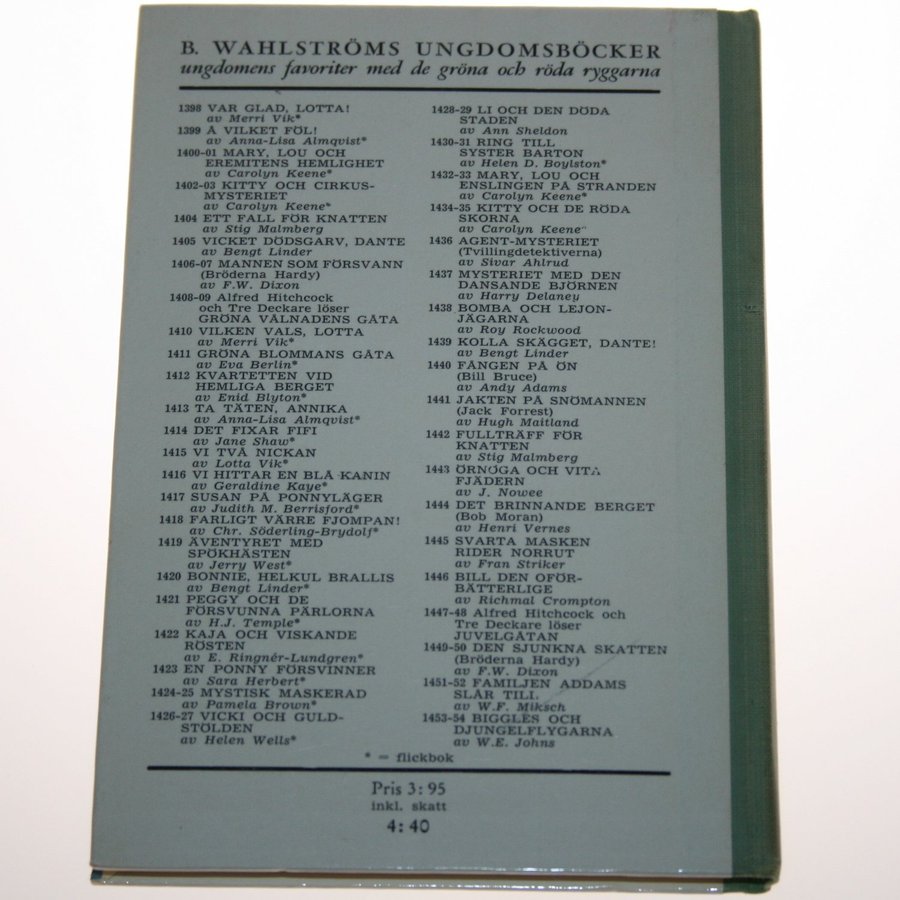 B. WAHLSTRÖMS UNGDOMSBÖCKER
ungdomens favoriter med de gröna och röda ryggarna
1398 VAR GLAD, LOTTA!
av Merri Vik*
1399 Å VILKET FÖL!
av Anna-Lisa Almqvist*
1400-01 MARY, LOU OCH
EREMITENS HEMLIGHET
av Carolyn Keene*
1402-03 KITTY OCH CIRKUS-
MYSTERIET
av Carolyn Keene*
1404 ETT FALL FÖR KNATTEN
av Stig Malmberg
1405 VICKET DÖDSGARV, DANTE
av Bengt Linder
1406-07 MANNEN SOM FÖRSVANN
(Bröderna Hardy)
av F.W. Dixon
1408-09 Alfred Hitchcock
och Tre Deckare löser
GRÖNA VÅLNADENS GÅTA
1410 VILKEN VALS, LOTTA
av Merri Vik*
1411 GRÖNA BLOMMANS GÅTA
av Eva Berlin*
1412 KVARTETTEN VID
HEMLIGA BERGET
av Enid Blyton*
1413 TA TÄTEN, ANNIKA
av Anna-Lisa Almqvist*
1414 DET FIXAR FIFI
av Jane Shaw*
1415 VI TVÅ NICKAN
av Lotta Vik*
1416 VI HITTAR EN BLÅ KANIN
av Geraldine Kaye*
1417 SUSAN PÅ PONNYLÄGER
av Judith M. Berrisford*
1418 FARLIGT VÄRRE FJOMPAN!
av Chr. Söderling-Brydolf*
1419 ÄVENTYRET MED
SPÖKHÄSTEN
av Jerry West*
1420 BONNIE, HELKUL BRALLIS
av Bengt Linder*
1421 PEGGY OCH DE
FÖRSVUNNA PÄRLORNA
av H.J. Temple*
1422 KAJA OCH VISKANDE
RÖSTEN
av E. Ringnér-Lundgren*
1423 EN PONNY FÖRSVINNER
av Sara Herbert*
1424-25 MYSTISK MASKERAD
av Pamela Brown*
1426-27 VICKI OCH GULD-
STÖLDEN
av Helen Wells*
1428-29 LI OCH DEN DÖDA
STADEN
av Ann Sheldon
1430-31 RING TILL
SYSTER BARTON
av Helen D. Boylston*
1432-33 MARY, LOU OCH
ENSLINGEN PÅ STRANDEN
av Carolyn Keene*
1434-35 KITTY OCH DE RÖDA
SKORNA
av Carolyn Keene*
1436 AGENT-MYSTERIET
(Tvillingdetektiverna)
av Sivar Ahlrud
1437 MYSTERIET MED DEN
DANSANDE BJÖRNEN
av Harry Delaney
1438 BOMBA OCH LEJON-
JÄGARNA
av Roy Rockwood
1439 KOLLA SKÄGGET, DANTE!
av Bengt Linder
1440 FÅNGEN PÅ ÖN
(Bill Bruce)
av Andy Adams
1441 JAKTEN PÅ SNÖMANNEN
(Jack Forrest)
av Hugh Maitland
1442 FULLTRÄFF FÖR
KNATTEN
av Stig Malmberg
1443 ÖRNÖGA OCH VITA
FJÄDERN
av J. Nowee
1444 DET BRINNANDE BERGET
(Bob Moran)
av Henri Vernes
1445 SVARTA MASKEN
RIDER NORRUT
av Fran Striker
1446 BILL DEN OFÖR-
BÄTTERLIGE
av Richmal Crompton
1447-48 Alfred Hitchcock och
Tre Deckare löser
JUVELGÅTAN
1449-50 DEN SJUNKNA SKATTEN
(Bröderna Hardy)
av F.W. Dixon
1451-52 FAMILJEN ADDAMS
SLÅR TILL
av W.F. Miksch
1453-54 BIGGLES OCH
DJUNGELFLYGARNA
av W.E. Johns
* = flickbok
Pris 3:95
inkl. skatt
4:40